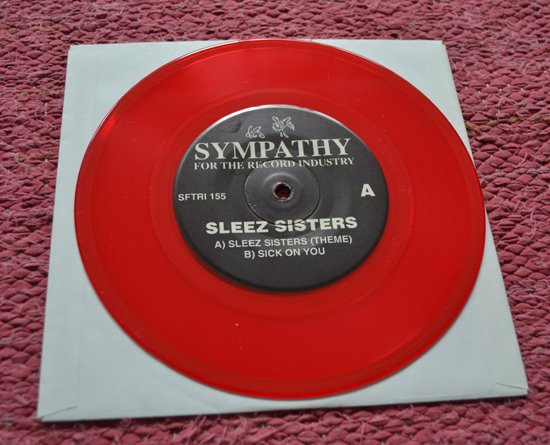 SYMPATHY
FOR THE RECORD INDUSTRY
SFTRI 155
A
SLEEZ SISTERS
A) SLEEZ SISTERS (THEME)
B) SICK ON YOU